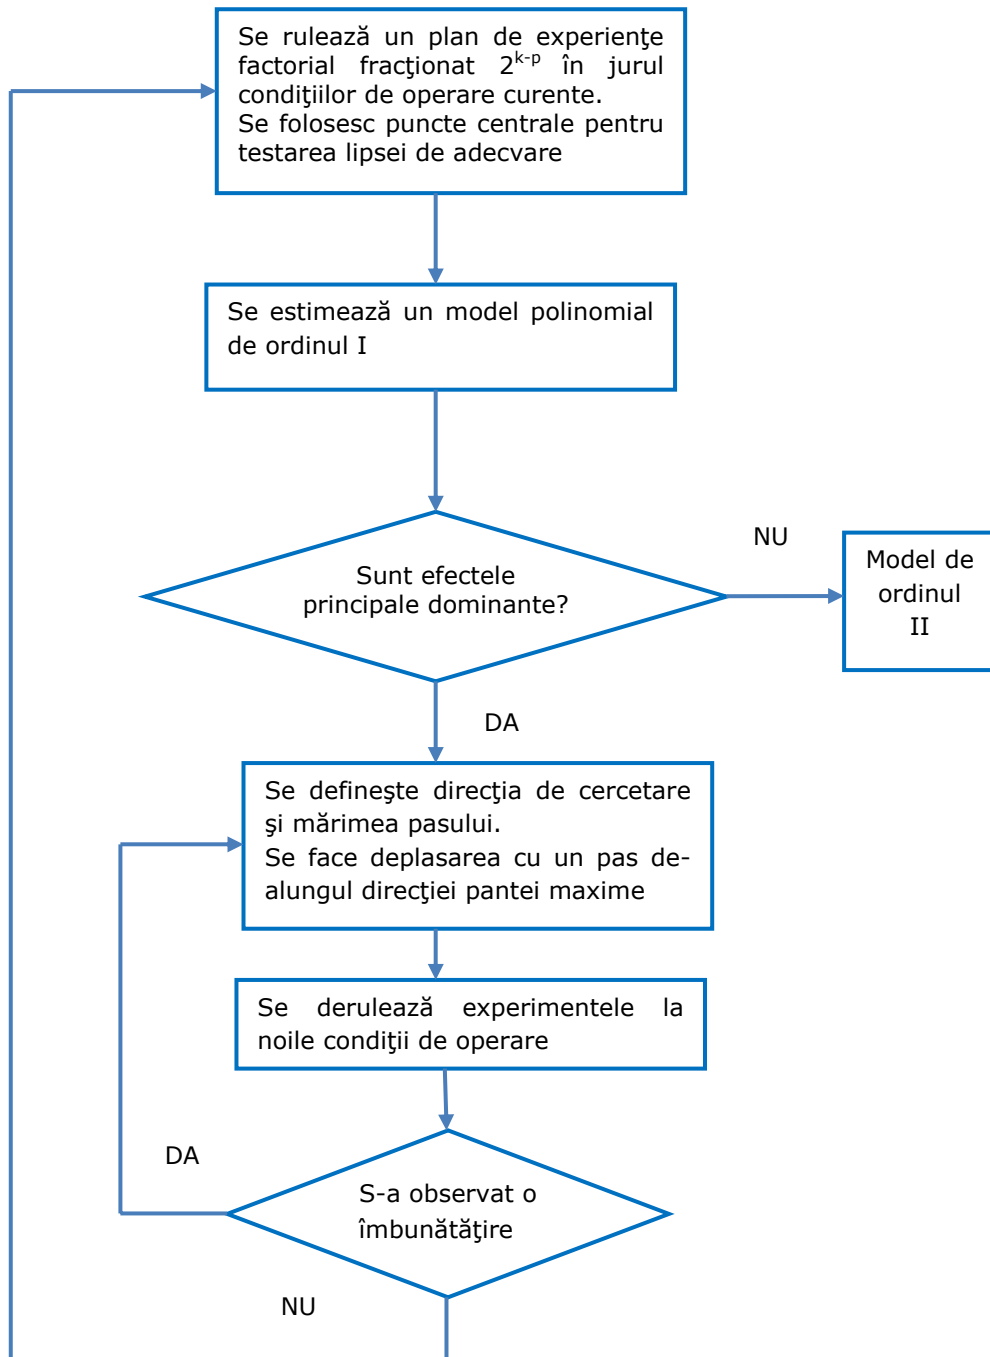 Se rulează un plan de experienţe
factorial fracţionat 2^k-p în jurul
condiţiilor de operare curente.
Se folosesc puncte centrale pentru
testarea lipsei de adecvare
Se estimează un model polinomial
de ordinul I
Sunt efectele
principale dominante?
NU
Model de
ordinul
II
DA
Se defineşte direcţia de cercetare
şi mărimea pasului.
Se face deplasarea cu un pas de-
alungul direcţiei pantei maxime
Se derulează experimentele la
noile condiţii de operare
DA
S-a observat o
îmbunătăţire
NU